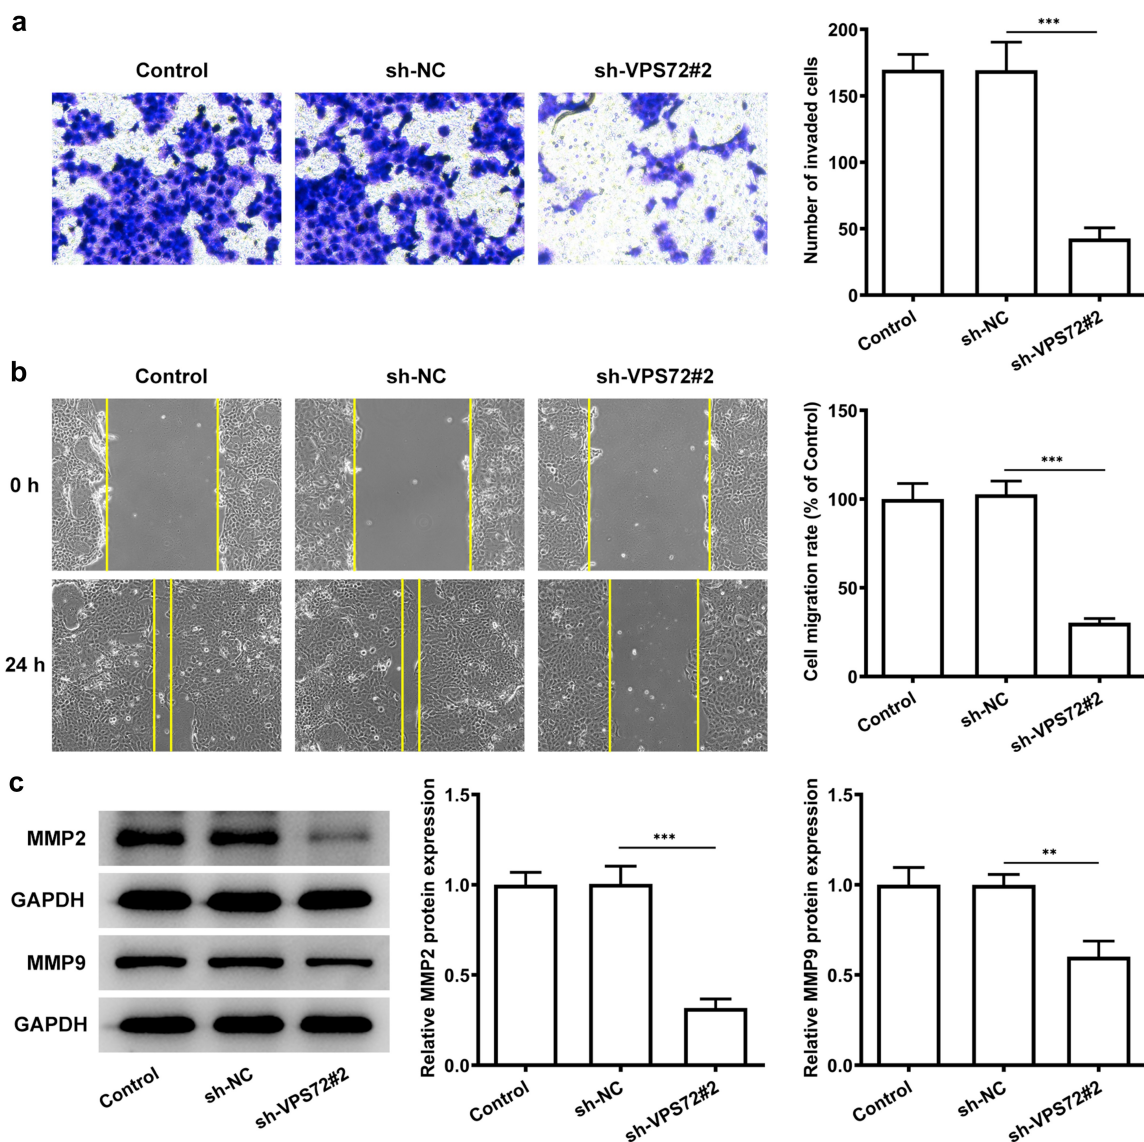 a
Control
sh-NC
sh-VPS72#2
Number of invaded cells
200
150
100
50
0
***
Control
sh-NC
sh-VPS72#2
b
Control
sh-NC
sh-VPS72#2
0 h
24 h
Cell migration rate (% of Control)
150
100
50
0
***
Control
sh-NC
sh-VPS72#2
c
MMP2
GAPDH
MMP9
GAPDH
Control
sh-NC
sh-VPS72#2
Relative MMP2 protein expression
1.5
1.0
0.5
0.0
***
Control
sh-NC
sh-VPS72#2
Relative MMP9 protein expression
1.5
1.0
0.5
0.0
**
Control
sh-NC
sh-VPS72#2